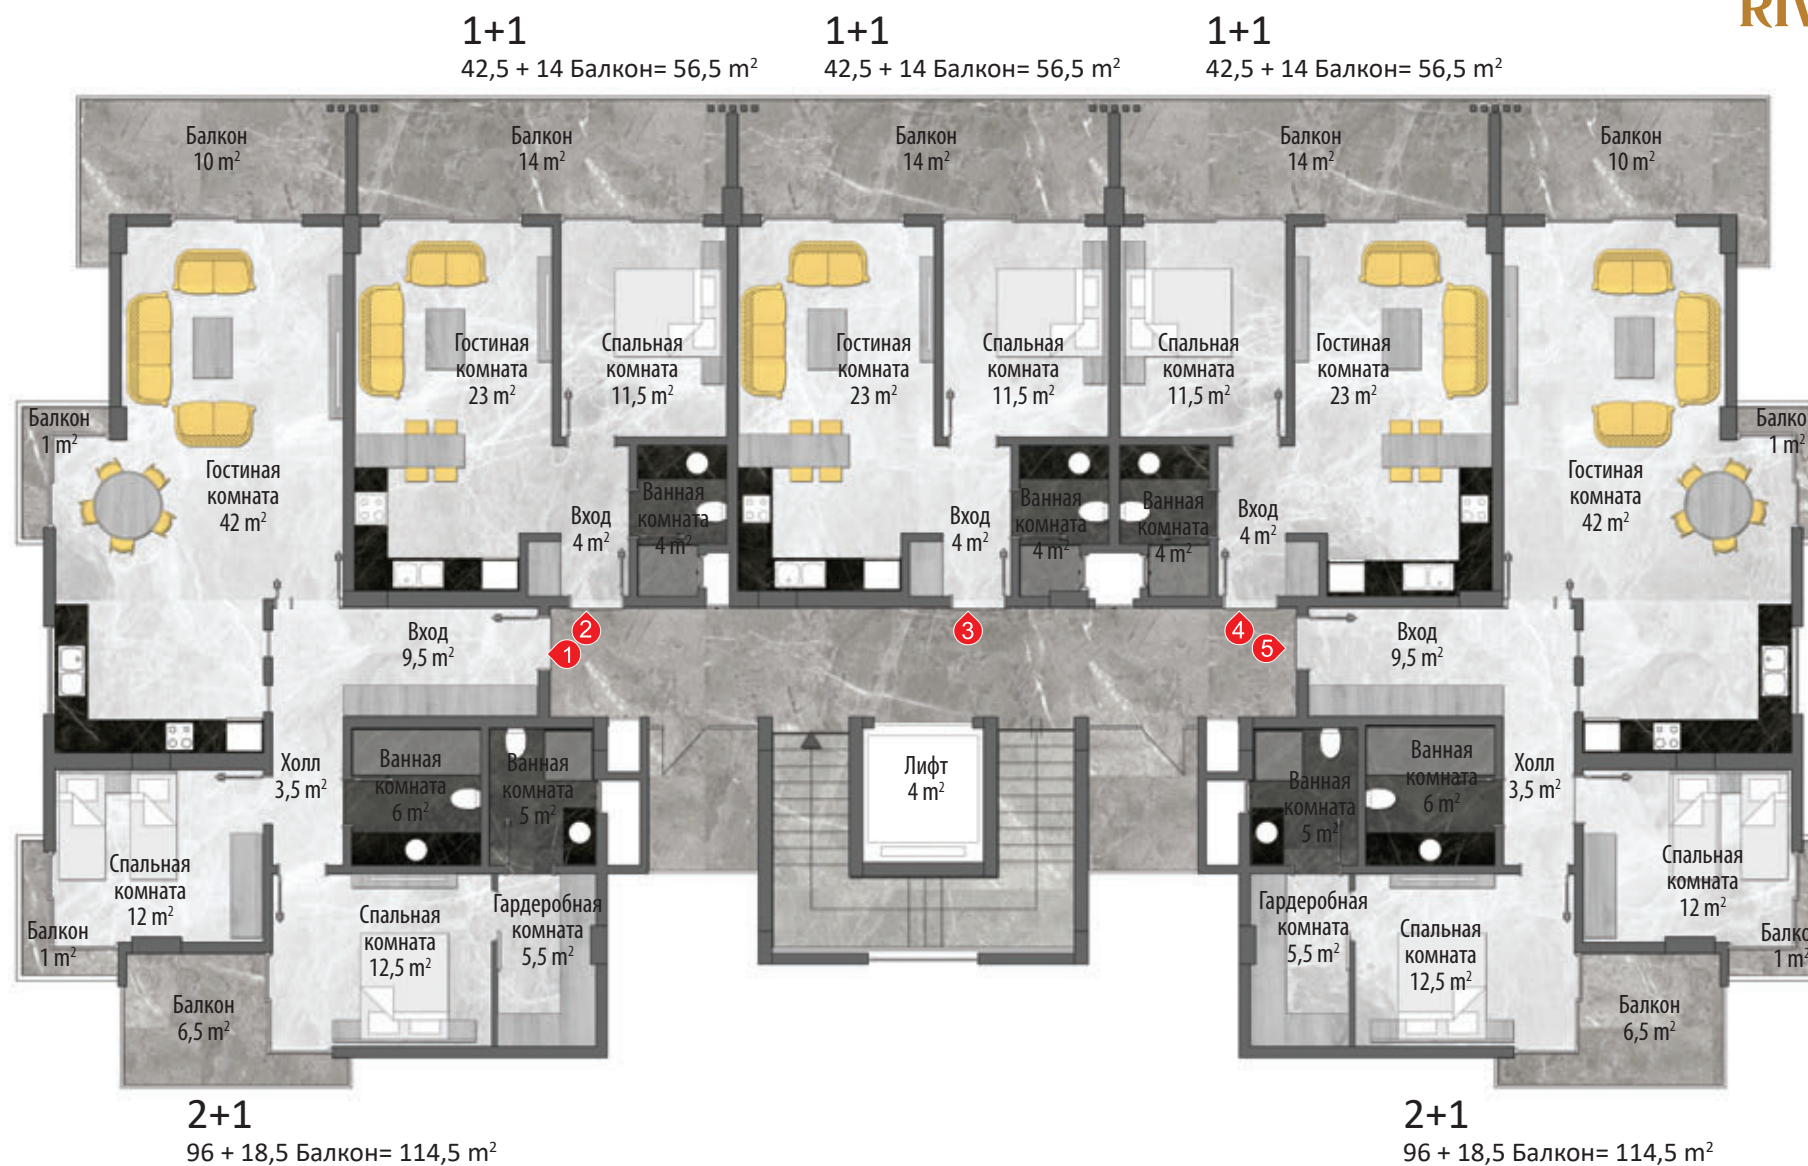 RIV
1+1
42,5 + 14 Балкон= 56,5 m²
1+1
42,5 + 14 Балкон= 56,5 m²
1+1
42,5 + 14 Балкон= 56,5 m²
Балкон
10 m²
Балкон
14 m²
Балкон
14 m²
Балкон
14 m²
Балкон
10 m²
Гостиная
комната
23 m²
Спальная
комната
11,5 m²
Гостиная
комната
23 m²
Спальная
комната
11,5 m²
Спальная
комната
11,5 m²
Гостиная
комната
23 m²
Балкон
1 m²
Балко
1 m²
Гостиная
комната
42 m²
Вход
4 m²
Ванная
комната
4 m²
Вход
4 m²
Ванная
комната
4 m²
Ванная
комната
4 m²
Вход
4 m²
Гостиная
комната
42 m²
Вход
9,5 m²
1
2
3
4
5
Вход
9,5 m²
Холл
3,5 m²
Ванная
комната
6 m²
Ванная
комната
5 m²
Лифт
4 m²
Ванная
комната
5 m²
Ванная
комната
6 m²
Холл
3,5 m²
Спальная
комната
12 m²
Спальная
комната
12 m²
Балкон
1 m²
Спальная
комната
12,5 m²
Гардеробная
комната
5,5 m²
Гардеробная
комната
5,5 m²
Спальная
комната
12,5 m²
Балко
1 m²
Балкон
6,5 m²
Балкон
6,5 m²
2+1
96 + 18,5 Балкон= 114,5 m²
2+1
96 + 18,5 Балкон= 114,5 m²